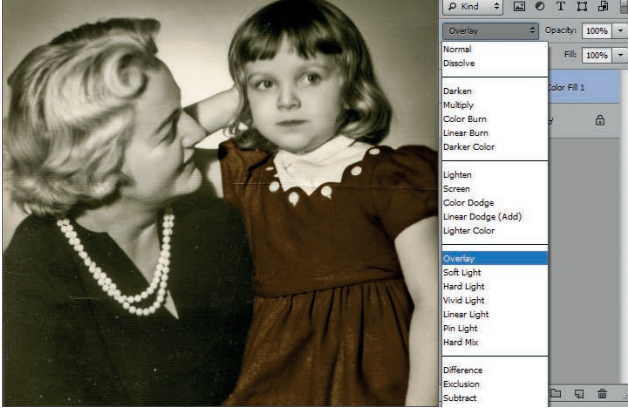 Kind
Overlay Opacity: 100%
Fill: 100%
Color Fill 1
Normal
Dissolve
Darken
Multiply
Color Burn
Linear Burn
Darker Color
Lighten
Screen
Color Dodge
Linear Dodge (Add)
Lighter Color
Overlay
Soft Light
Hard Light
Vivid Light
Linear Light
Pin Light
Hard Mix
Difference
Exclusion
Subtract